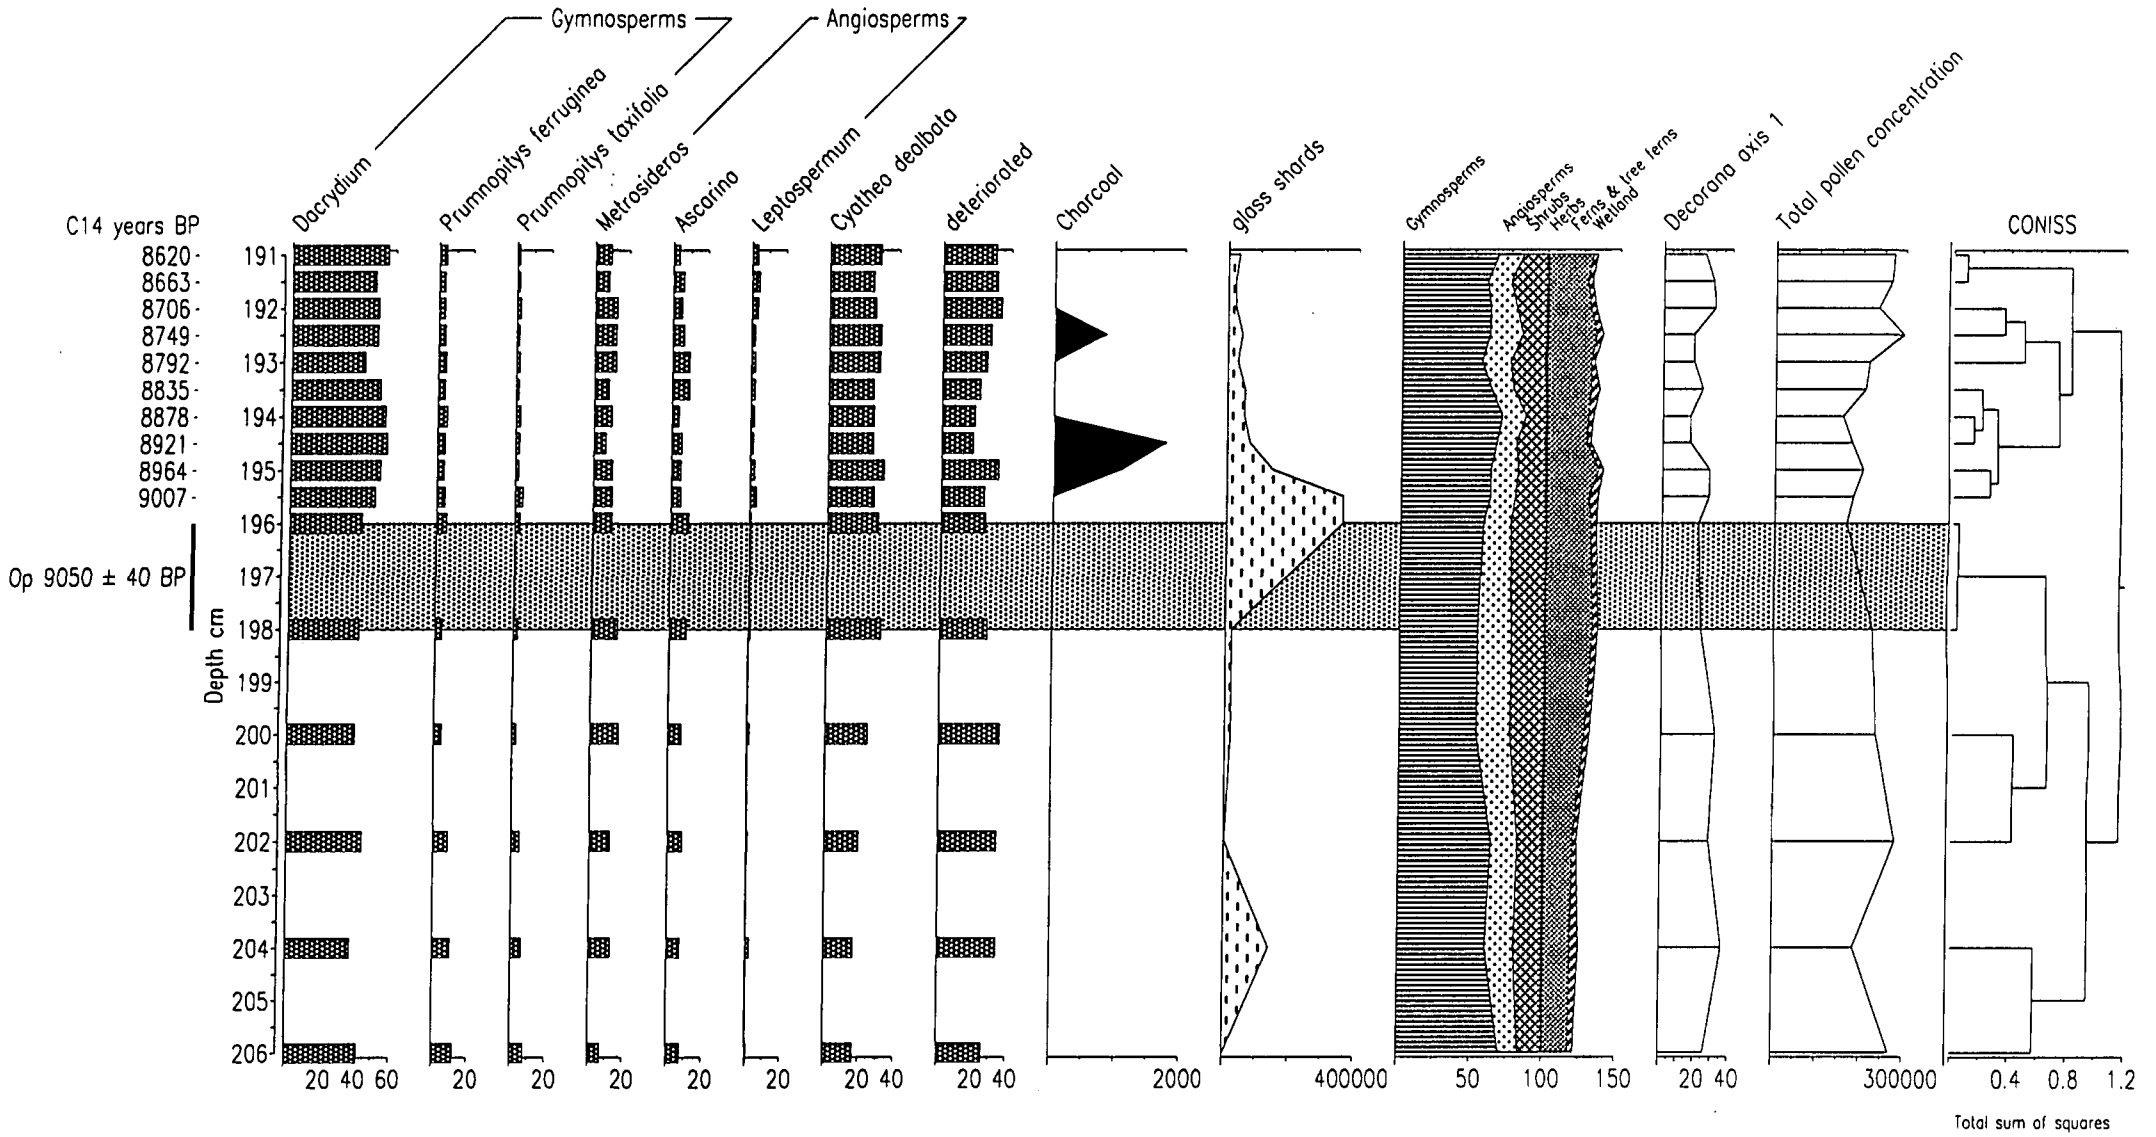 Gymnosperms
Angiosperms
C14 years BP
Dacrydium
Prumnopitys ferruginea
Prumnopitys taxifolia
Metrosideros
Ascarina
Leptospermum
Cyathea dealbata
deteriorated
Charcoal
glass shards
Gymnosperms
Angiosperms
Shrubs
Herbs
Ferns & tree ferns
Wetland
Decorana axis 1
Total pollen concentration
CONISS
8620 191
8663
8706 192
8749
8792 193
8835
8878 194
8921
8964 195
9007
196
Op 9050 ± 40 BP 197
198
Depth cm
199
200
201
202
203
204
205
206
20 40 60 20 20 20 20 20 20 40 20 40 2000 400000 50 100 150 20 40 300000 0.4 0.8 1.2
Total sum of squares